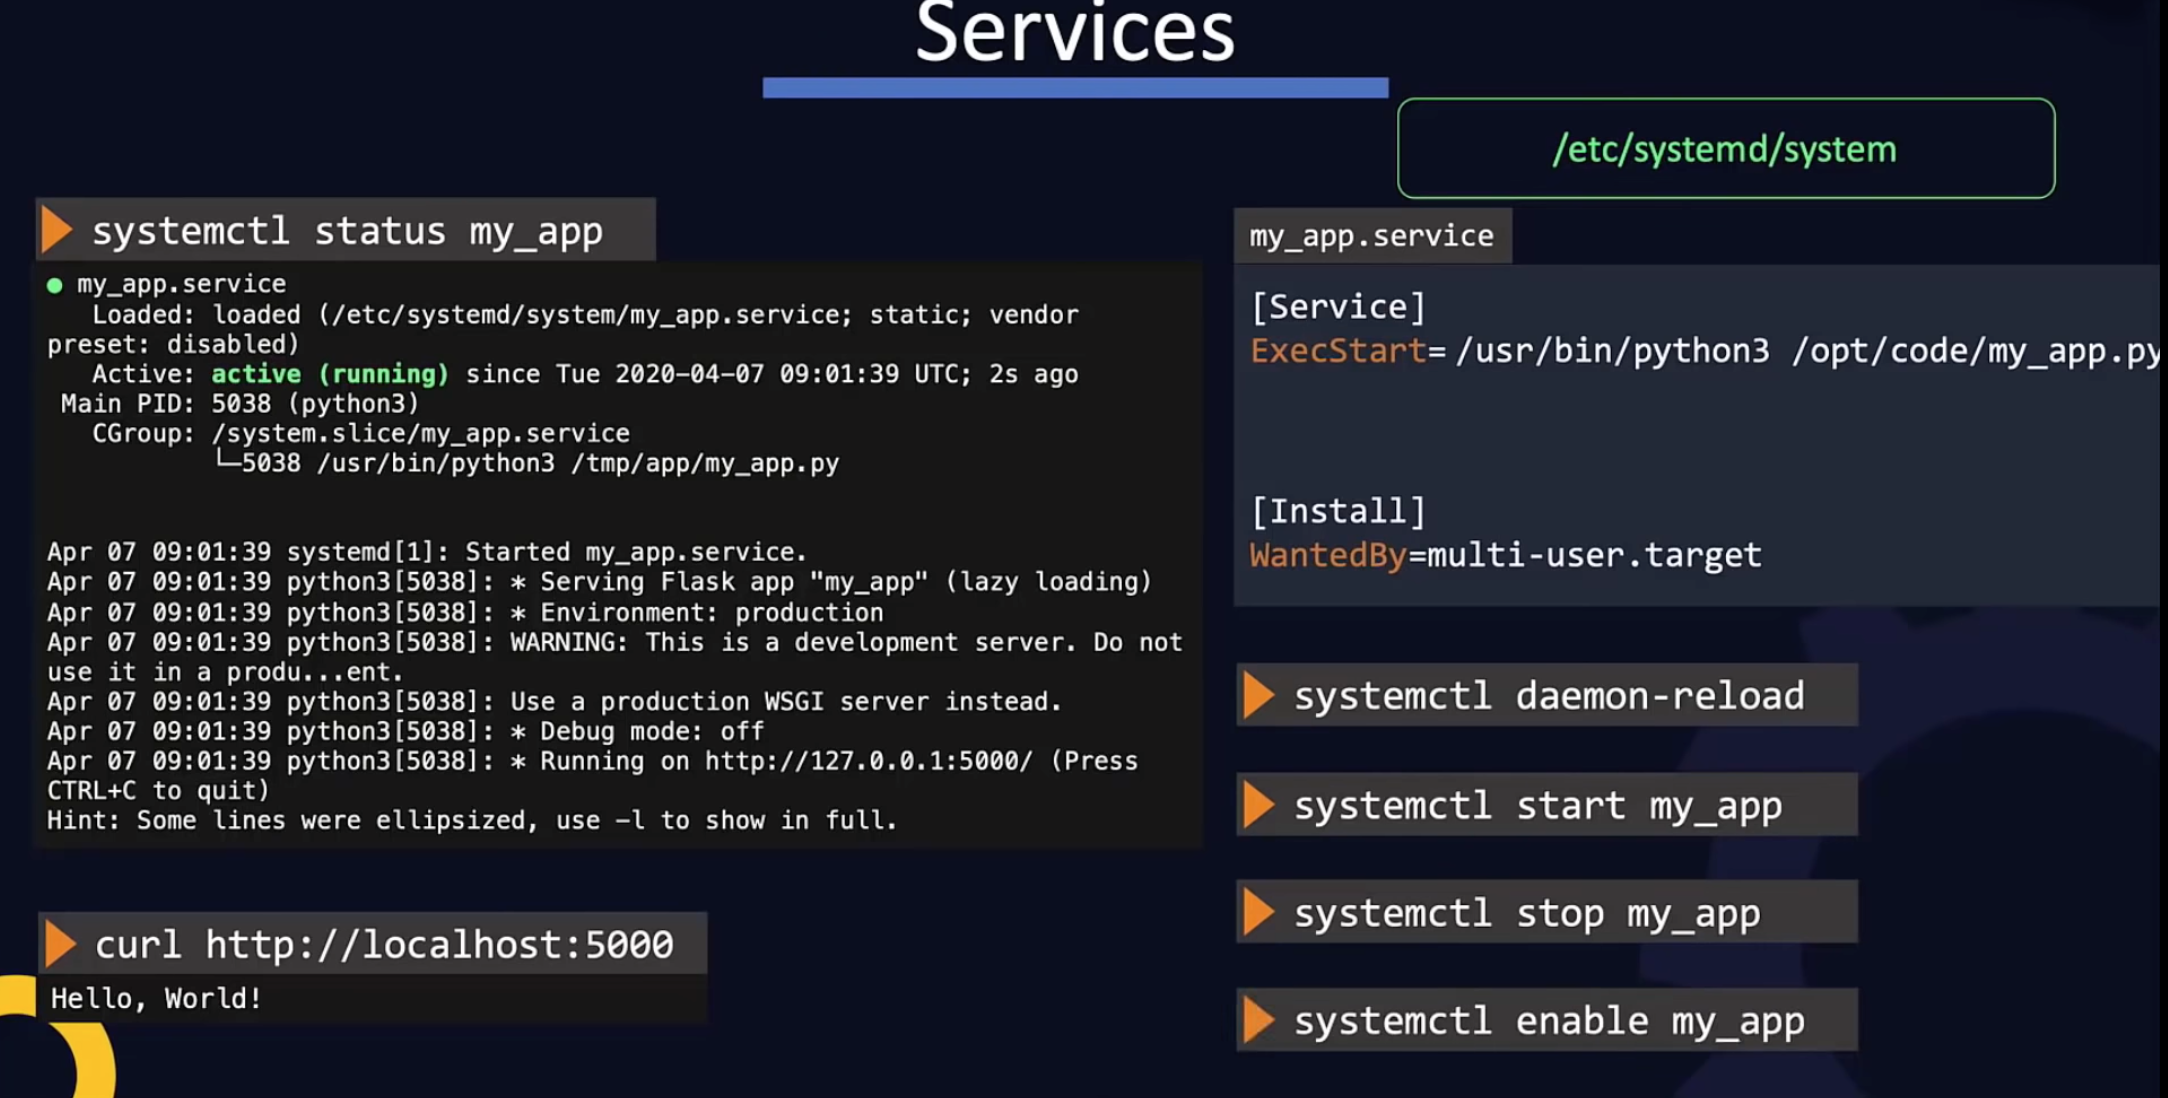 Services
/etc/systemd/system
systemctl status my_app
● my_app.service
Loaded: loaded (/etc/systemd/system/my_app.service; static; vendor
preset: disabled)
Active: active (running) since Tue 2020-04-07 09:01:39 UTC; 2s ago
Main PID: 5038 (python3)
CGroup: /system.slice/my_app.service
└─5038 /usr/bin/python3 /tmp/app/my_app.py
Apr 07 09:01:39 systemd[1]: Started my_app.service.
Apr 07 09:01:39 python3[5038]: * Serving Flask app "my_app" (lazy loading)
Apr 07 09:01:39 python3[5038]: * Environment: production
Apr 07 09:01:39 python3[5038]: WARNING: This is a development server. Do not
use it in a produ...ent.
Apr 07 09:01:39 python3[5038]: Use a production WSGI server instead.
Apr 07 09:01:39 python3[5038]: * Debug mode: off
Apr 07 09:01:39 python3[5038]: * Running on http://127.0.0.1:5000/ (Press
CTRL+C to quit)
Hint: Some lines were ellipsized, use -l to show in full.
curl http://localhost:5000
Hello, World!
my_app.service
[Service]
ExecStart= /usr/bin/python3 /opt/code/my_app.py
[Install]
WantedBy=multi-user.target
systemctl daemon-reload
systemctl start my_app
systemctl stop my_app
systemctl enable my_app